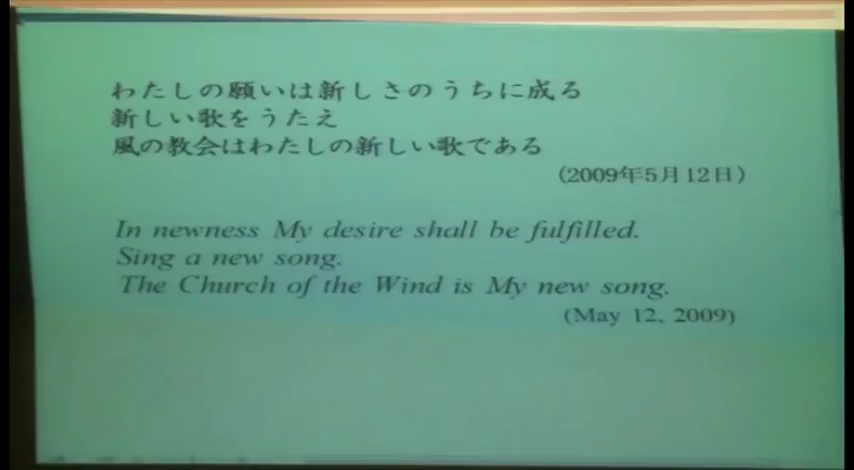 わたしの願いは新しさのうちに成る
新しい歌をうたえ
風の教会はわたしの新しい歌である
(2009年5月12日)
In newness My desire shall be fulfilled.
Sing a new song.
The Church of the Wind is My new song.
(May 12, 2009)